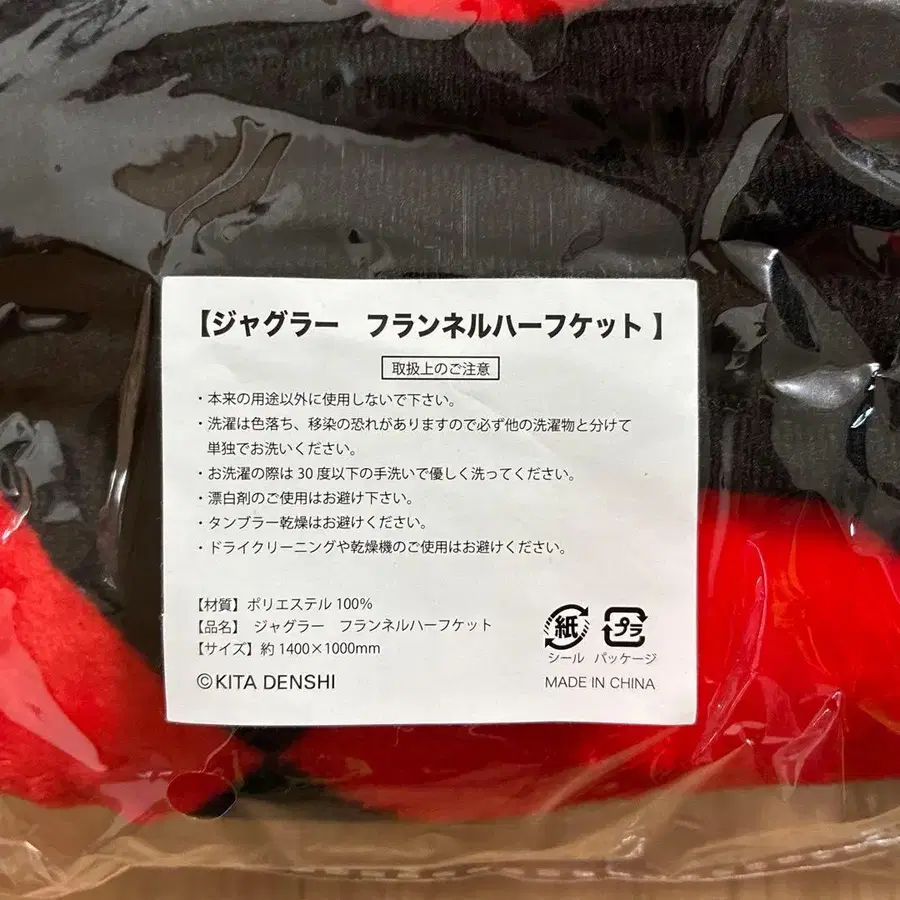 【ジャグラー　フランネルハーフケット】
取扱上のご注意
・本来の用途以外に使用しないで下さい。
・洗濯は色落ち、移染の恐れがありますので必ず他の洗濯物と分けて
単独でお洗いください。
・お洗濯の際は30度以下の手洗いで優しく洗ってください。
・漂白剤のご使用はお避け下さい。
・タンブラー乾燥はお避けください。
・ドライクリーニングや乾燥機のご使用はお避けください。
【材質】ポリエステル 100%
【品名】　ジャグラー　フランネルハーフケット
【サイズ】約 1400×1000mm
紙 プラ
シール パッケージ
©KITA DENSHI
MADE IN CHINA